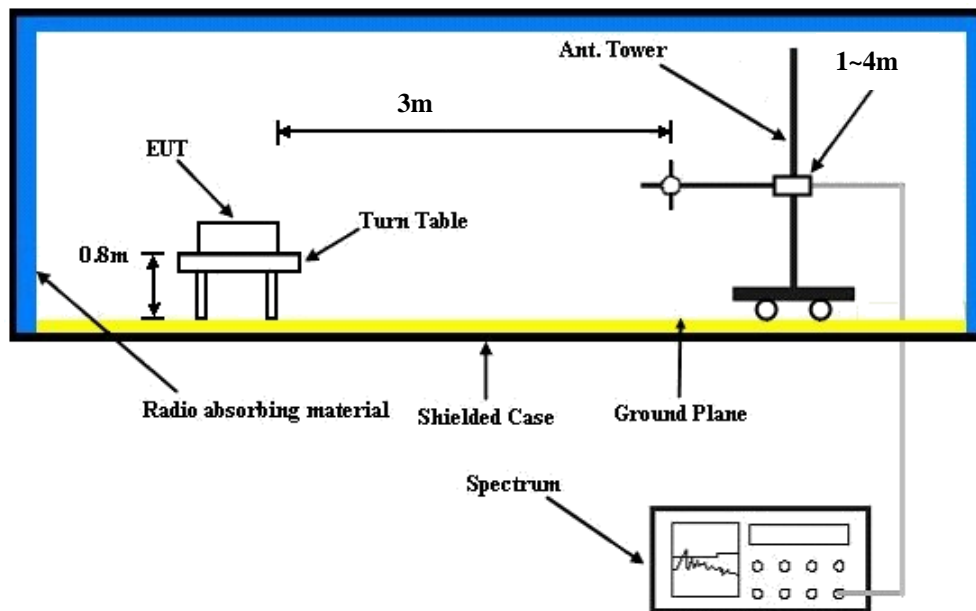 Ant. Tower
1~4m
3m
EUT
Turn Table
0.8m
Radio absorbing material
Shielded Case
Ground Plane
Spectrum